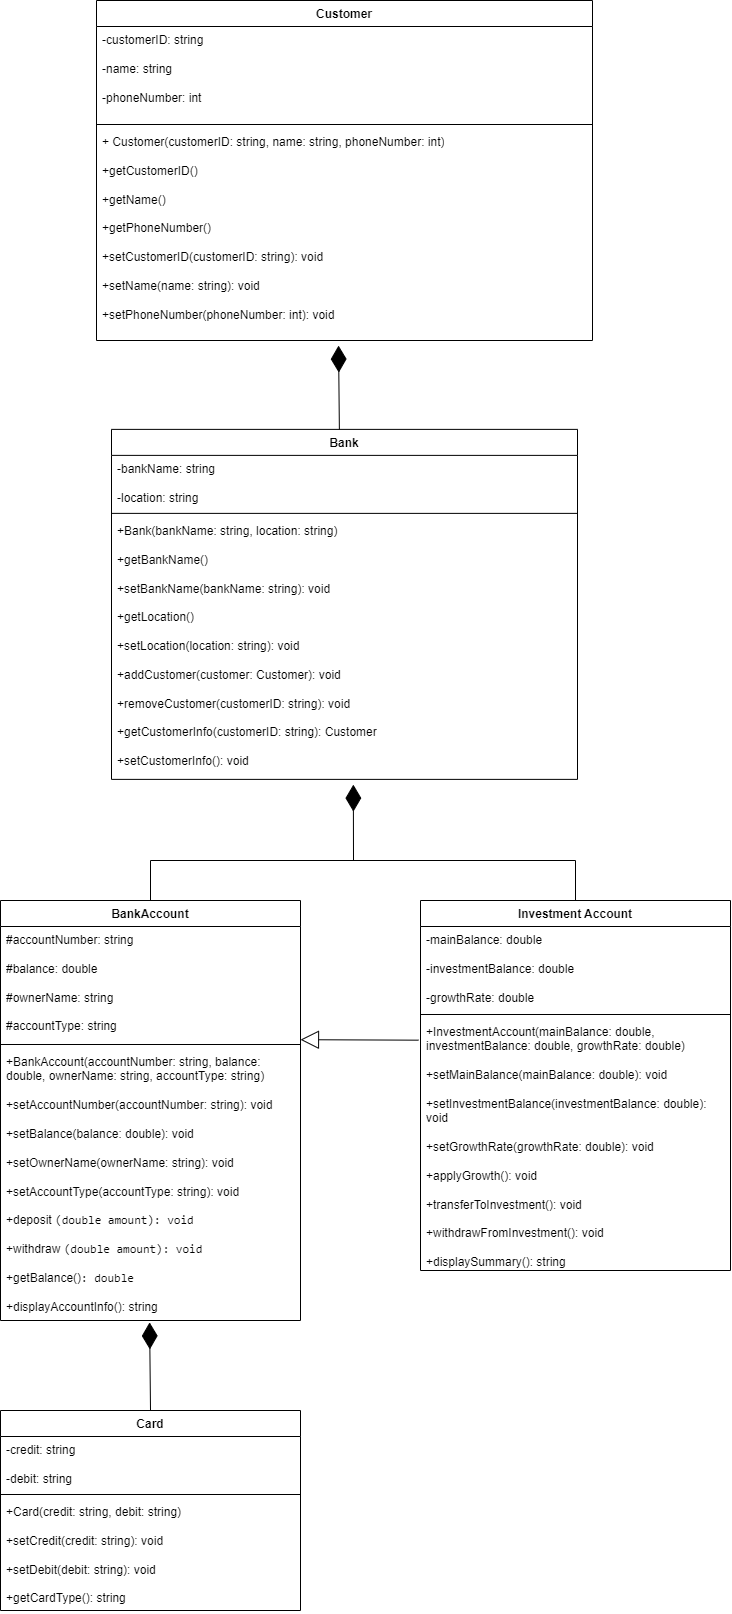 Customer
-customerID: string
-name: string
-phoneNumber: int
+ Customer(customerID: string, name: string, phoneNumber: int)
+getCustomerID()
+getName()
+getPhoneNumber()
+setCustomerID(customerID: string): void
+setName(name: string): void
+setPhoneNumber(phoneNumber: int): void
Bank
-bankName: string
-location: string
+Bank(bankName: string, location: string)
+getBankName()
+setBankName(bankName: string): void
+getLocation()
+setLocation(location: string): void
+addCustomer(customer: Customer): void
+removeCustomer(customerID: string): void
+getCustomerInfo(customerID: string): Customer
+setCustomerInfo(): void
BankAccount
#accountNumber: string
#balance: double
#ownerName: string
#accountType: string
+BankAccount(accountNumber: string, balance:
double, ownerName: string, accountType: string)
+setAccountNumber(accountNumber: string): void
+setBalance(balance: double): void
+setOwnerName(ownerName: string): void
+setAccountType(accountType: string): void
+deposit (double amount): void
+withdraw (double amount): void
+getBalance(): double
+displayAccountInfo(): string
Investment Account
-mainBalance: double
-investmentBalance: double
-growthRate: double
+InvestmentAccount(mainBalance: double,
investmentBalance: double, growthRate: double)
+setMainBalance(mainBalance: double): void
+setInvestmentBalance(investmentBalance: double):
void
+setGrowthRate(growthRate: double): void
+applyGrowth(): void
+transferToInvestment(): void
+withdrawFromInvestment(): void
+displaySummary(): string
Card
-credit: string
-debit: string
+Card(credit: string, debit: string)
+setCredit(credit: string): void
+setDebit(debit: string): void
+getCardType(): string